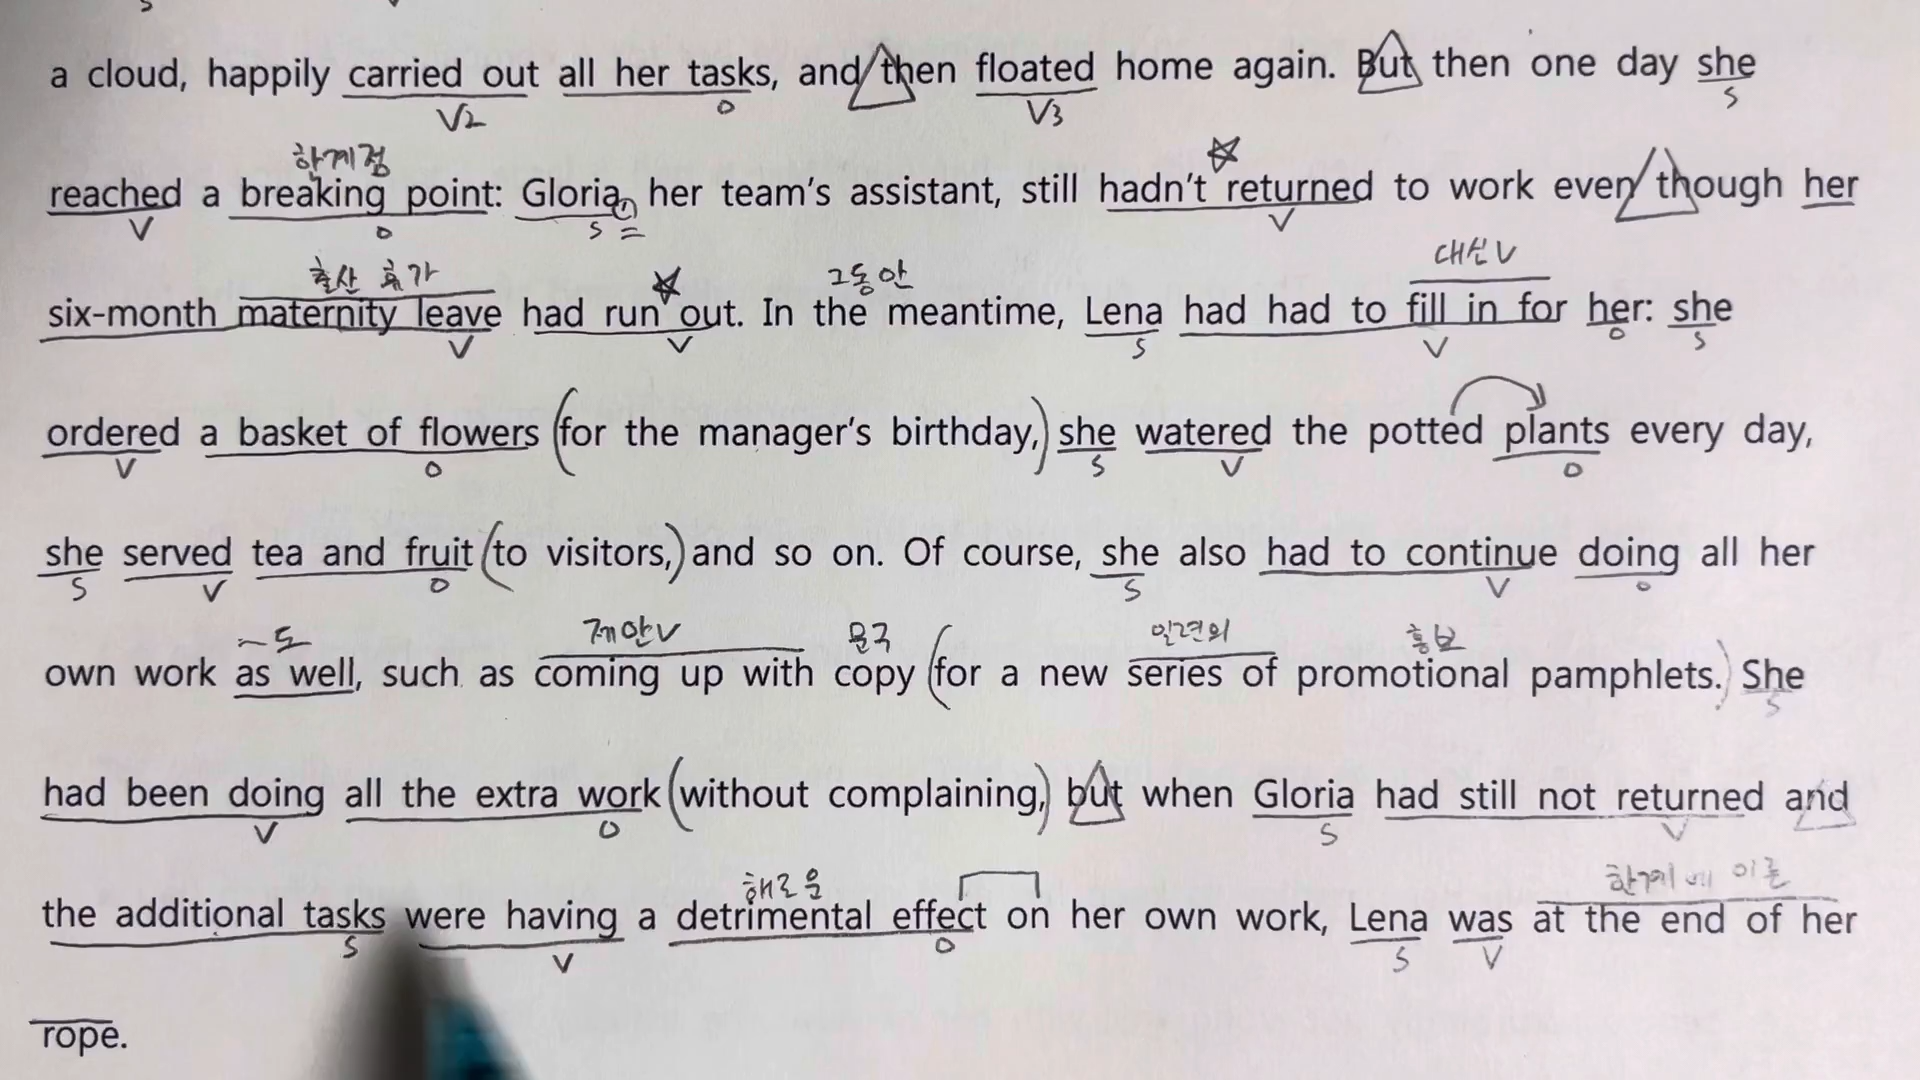 a cloud, happily carried out all her tasks, and then floated home again. But then one day she
V2 O V3 S
한계점
reached a breaking point: Gloria, her team's assistant, still hadn't returned to work even though her
V O S = V
출산 휴가 그동안 대신V
six-month maternity leave had run out. In the meantime, Lena had had to fill in for her: she
V V S V O S
ordered a basket of flowers (for the manager's birthday,) she watered the potted plants every day,
V O S V O
she served tea and fruit (to visitors,) and so on. Of course, she also had to continue doing all her
S V O S V O
~도 제안V 문구 일련의 홍보
own work as well, such as coming up with copy (for a new series of promotional pamphlets.) She
S
had been doing all the extra work (without complaining,) but when Gloria had still not returned and
V O S V
해로운 한계에 이른
the additional tasks were having a detrimental effect on her own work, Lena was at the end of her
S V O S V
rope.